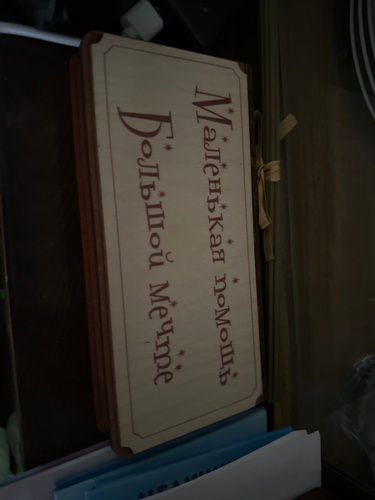 Маленькая помощь
Большой мечте